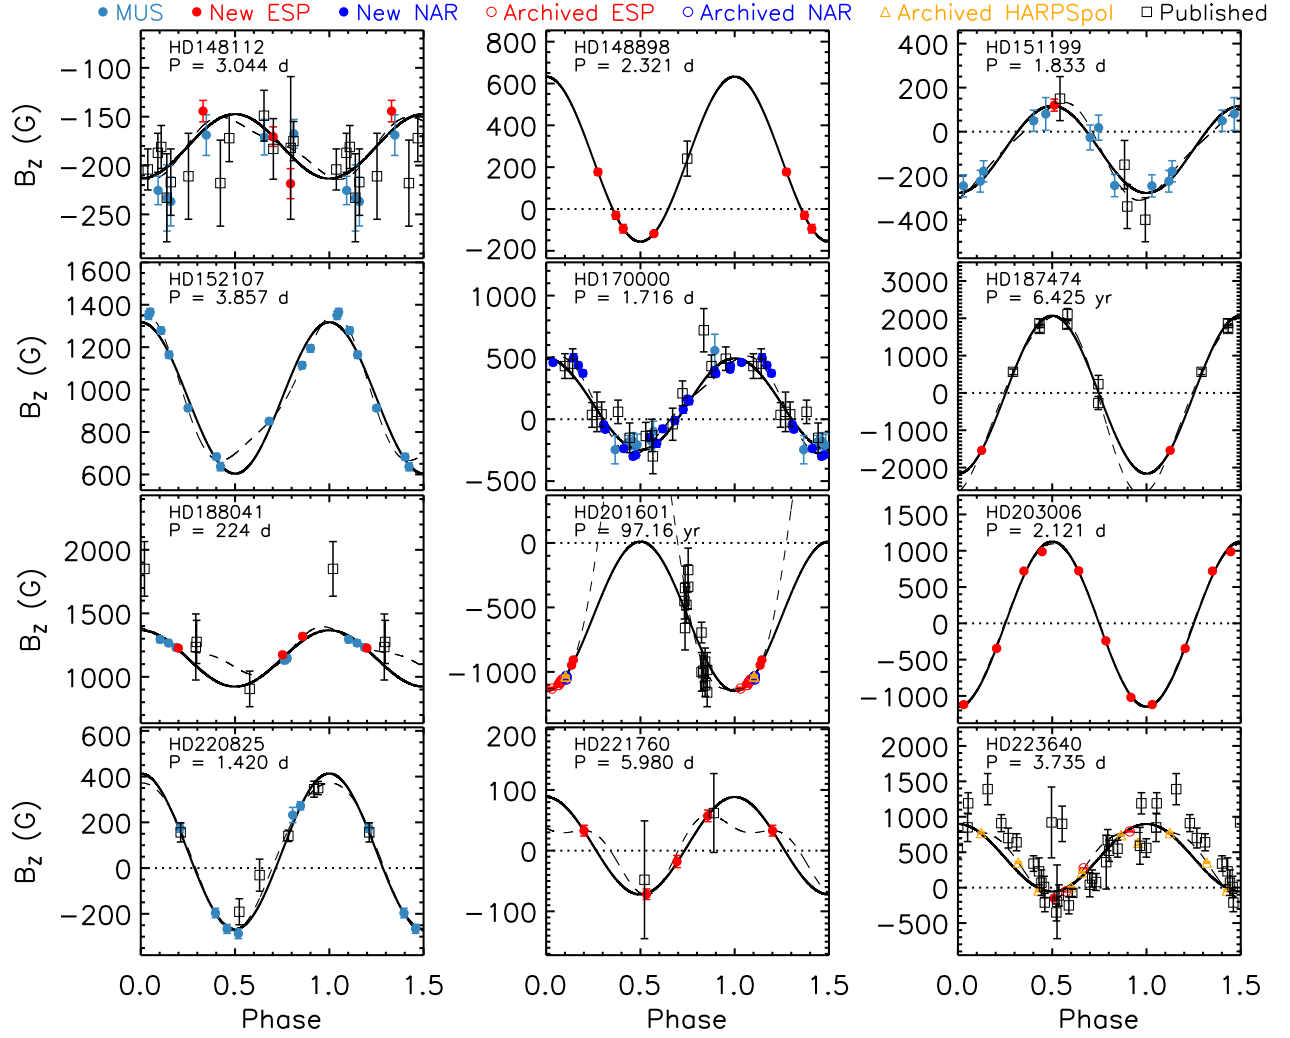 MUS New ESP New NAR Archived ESP Archived NAR Archived HARPSpol Published
HD148112
P = 3.044 d
−100
−150
−200
−250
B_Z (G)
HD148898
P = 2.321 d
800
600
400
200
0
−200
HD151199
P = 1.833 d
400
200
0
−200
−400
HD152107
P = 3.857 d
1600
1400
1200
1000
800
600
B_Z (G)
HD170000
P = 1.716 d
1000
500
0
−500
HD187474
P = 6.425 yr
3000
2000
1000
0
−1000
−2000
HD188041
P = 224 d
2000
1500
1000
B_Z (G)
HD201601
P = 97.16 yr
0
−500
−1000
HD203006
P = 2.121 d
1500
1000
500
0
−500
−1000
HD220825
P = 1.420 d
600
400
200
0
−200
B_Z (G)
HD221760
P = 5.980 d
200
100
0
−100
HD223640
P = 3.735 d
2000
1500
1000
500
0
−500
0.0 0.5 1.0 1.5
Phase
0.0 0.5 1.0 1.5
Phase
0.0 0.5 1.0 1.5
Phase